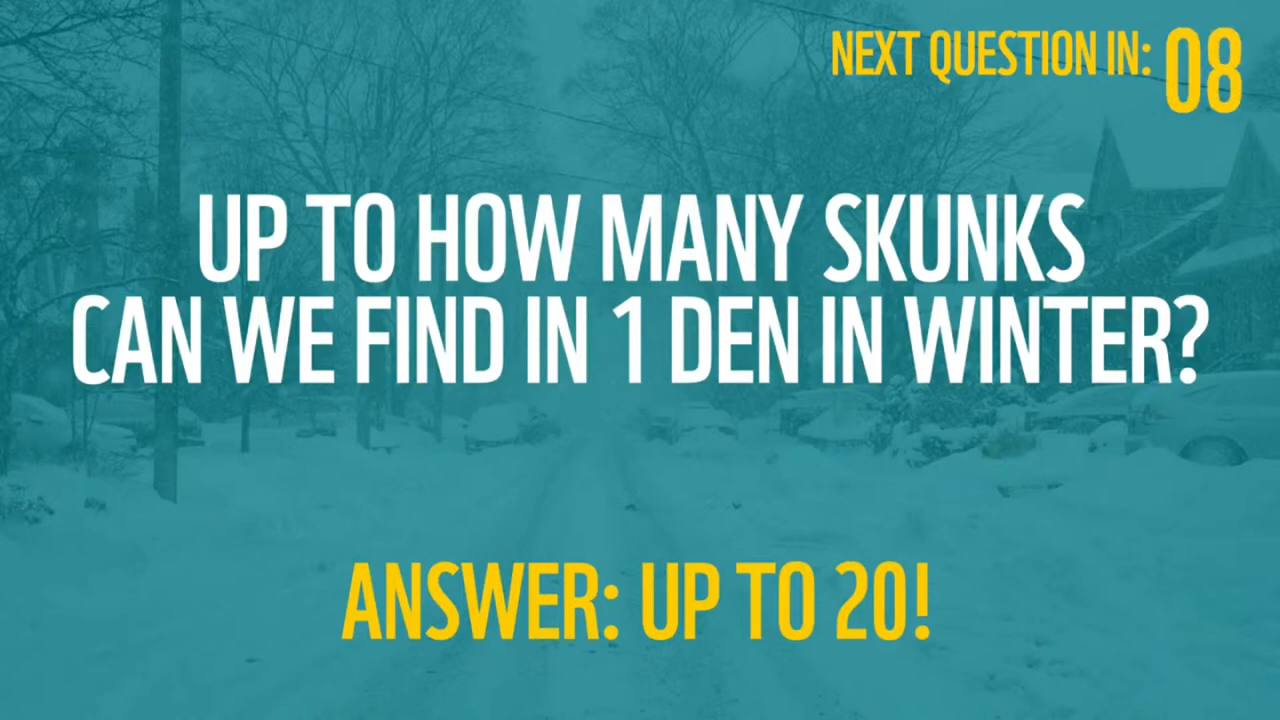 NEXT QUESTION IN: 08
UP TO HOW MANY SKUNKS
CAN WE FIND IN 1 DEN IN WINTER?
ANSWER: UP TO 20!